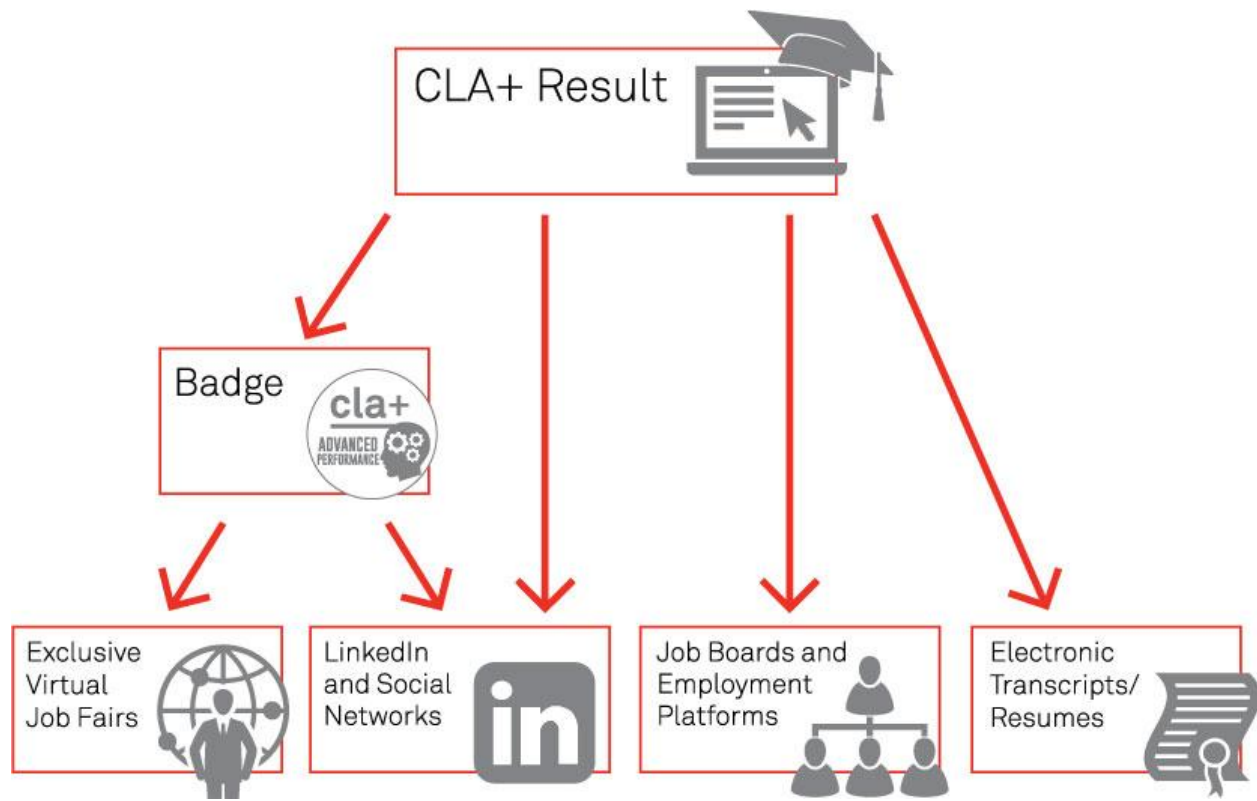 CLA+ Result
Badge
cla+
ADVANCED
PERFORMANCE
Exclusive
Virtual
Job Fairs
LinkedIn
and Social
Networks
in
Job Boards and
Employment
Platforms
Electronic
Transcripts/
Resumes